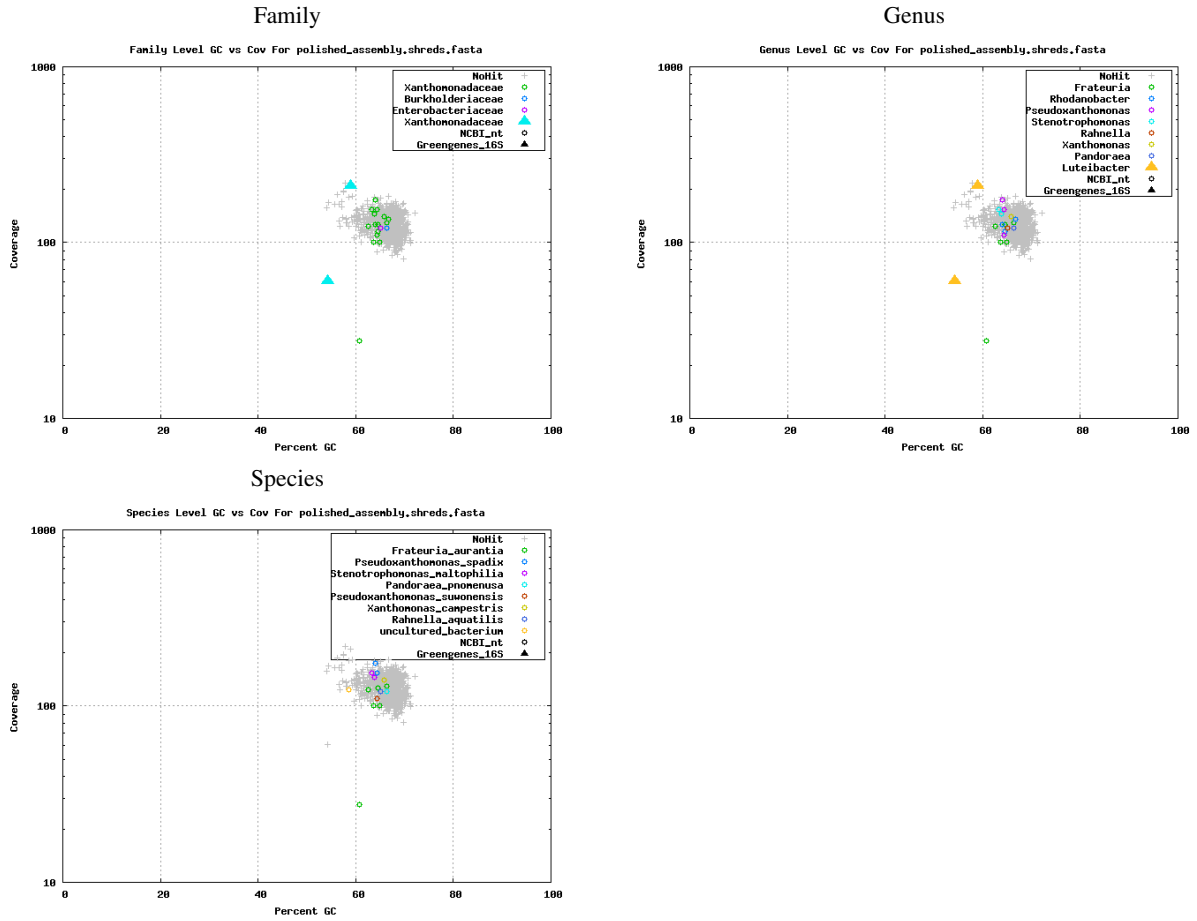 Family
Family Level GC vs Cov For polished_assembly.shreds.fasta
1000
100
10
Coverage
0 20 40 60 80 100
Percent GC
NoHit
Xanthomonadaceae
Burkholderiaceae
Enterobacteriaceae
Xanthomonadaceae
NCBI_nt
Greengenes_16S
Genus
Genus Level GC vs Cov For polished_assembly.shreds.fasta
1000
100
10
Coverage
0 20 40 60 80 100
Percent GC
NoHit
Frateuria
Rhodanobacter
Pseudoxanthomonas
Stenotrophomonas
Rahnella
Xanthomonas
Pandoraea
Luteibacter
NCBI_nt
Greengenes_16S
Species
Species Level GC vs Cov For polished_assembly.shreds.fasta
1000
100
10
Coverage
0 20 40 60 80 100
Percent GC
NoHit
Frateuria_aurantia
Pseudoxanthomonas_spadix
Stenotrophomonas_maltophilia
Pandoraea_pnomenusa
Pseudoxanthomonas_suwonensis
Xanthomonas_campestris
Rahnella_aquatilis
uncultured_bacterium
NCBI_nt
Greengenes_16S